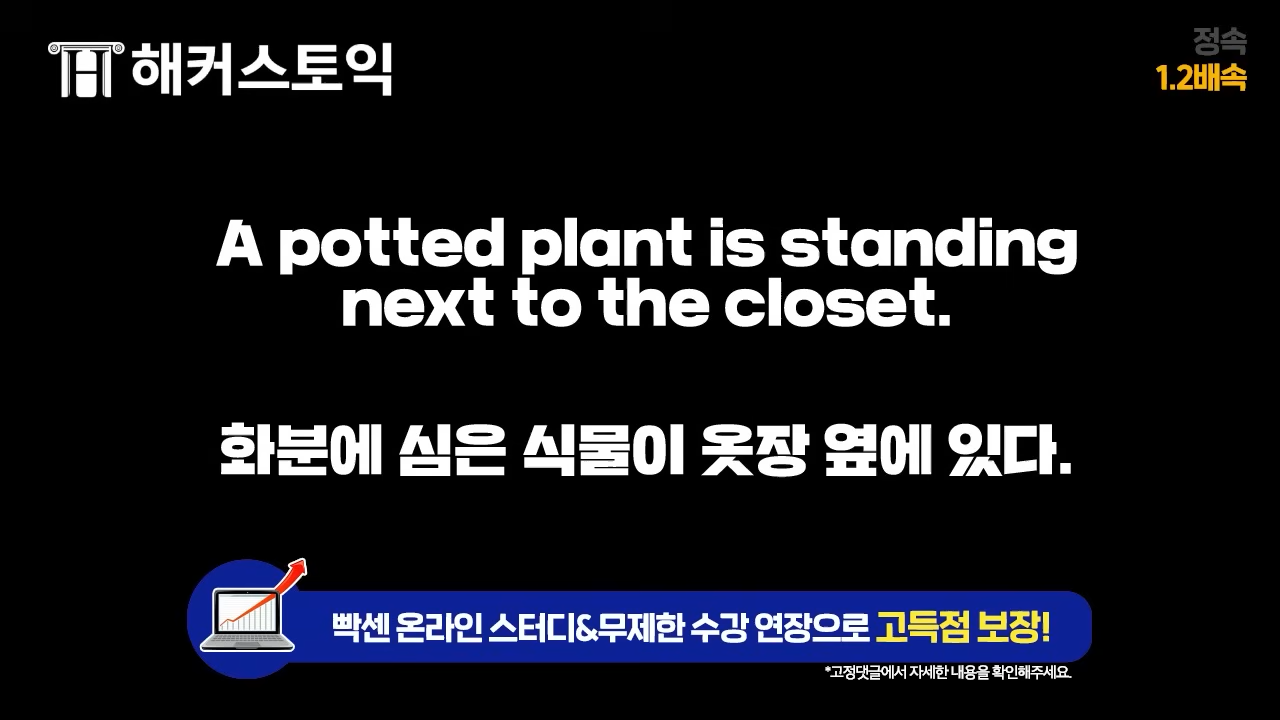 해커스토익
정속
1.2배속
A potted plant is standing
next to the closet.
화분에 심은 식물이 옷장 옆에 있다.
빡센 온라인 스터디&무제한 수강 연장으로 고득점 보장!
*고정댓글에서 자세한 내용을 확인해주세요.